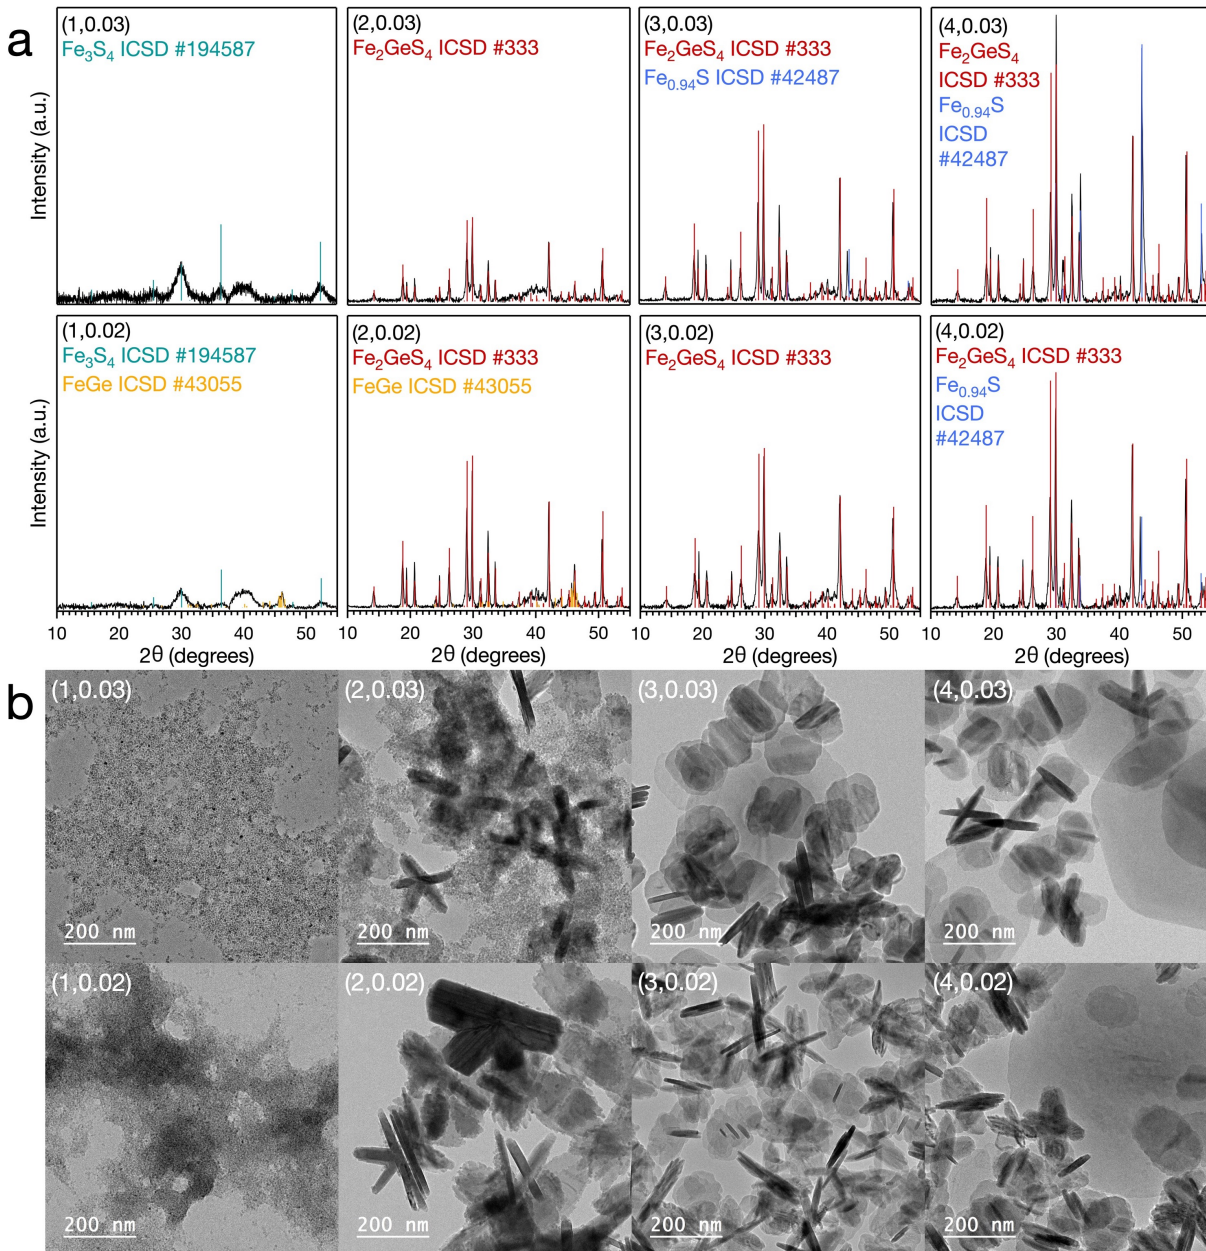 a
(1,0.03)
Fe₃S₄ ICSD #194587
(2,0.03)
Fe₂GeS₄ ICSD #333
(3,0.03)
Fe₂GeS₄ ICSD #333
Fe₀.₉₄S ICSD #42487
(4,0.03)
Fe₂GeS₄
ICSD #333
Fe₀.₉₄S
ICSD
#42487
Intensity (a.u.)
(1,0.02)
Fe₃S₄ ICSD #194587
FeGe ICSD #43055
(2,0.02)
Fe₂GeS₄ ICSD #333
FeGe ICSD #43055
(3,0.02)
Fe₂GeS₄ ICSD #333
(4,0.02)
Fe₂GeS₄ ICSD #333
Fe₀.₉₄S
ICSD
#42487
Intensity (a.u.)
10 20 30 40 50
10 20 30 40 50
10 20 30 40 50
10 20 30 40 50
2θ (degrees)
2θ (degrees)
2θ (degrees)
2θ (degrees)
b
(1,0.03)
200 nm
(2,0.03)
200 nm
(3,0.03)
200 nm
(4,0.03)
200 nm
(1,0.02)
200 nm
(2,0.02)
200 nm
(3,0.02)
200 nm
(4,0.02)
200 nm